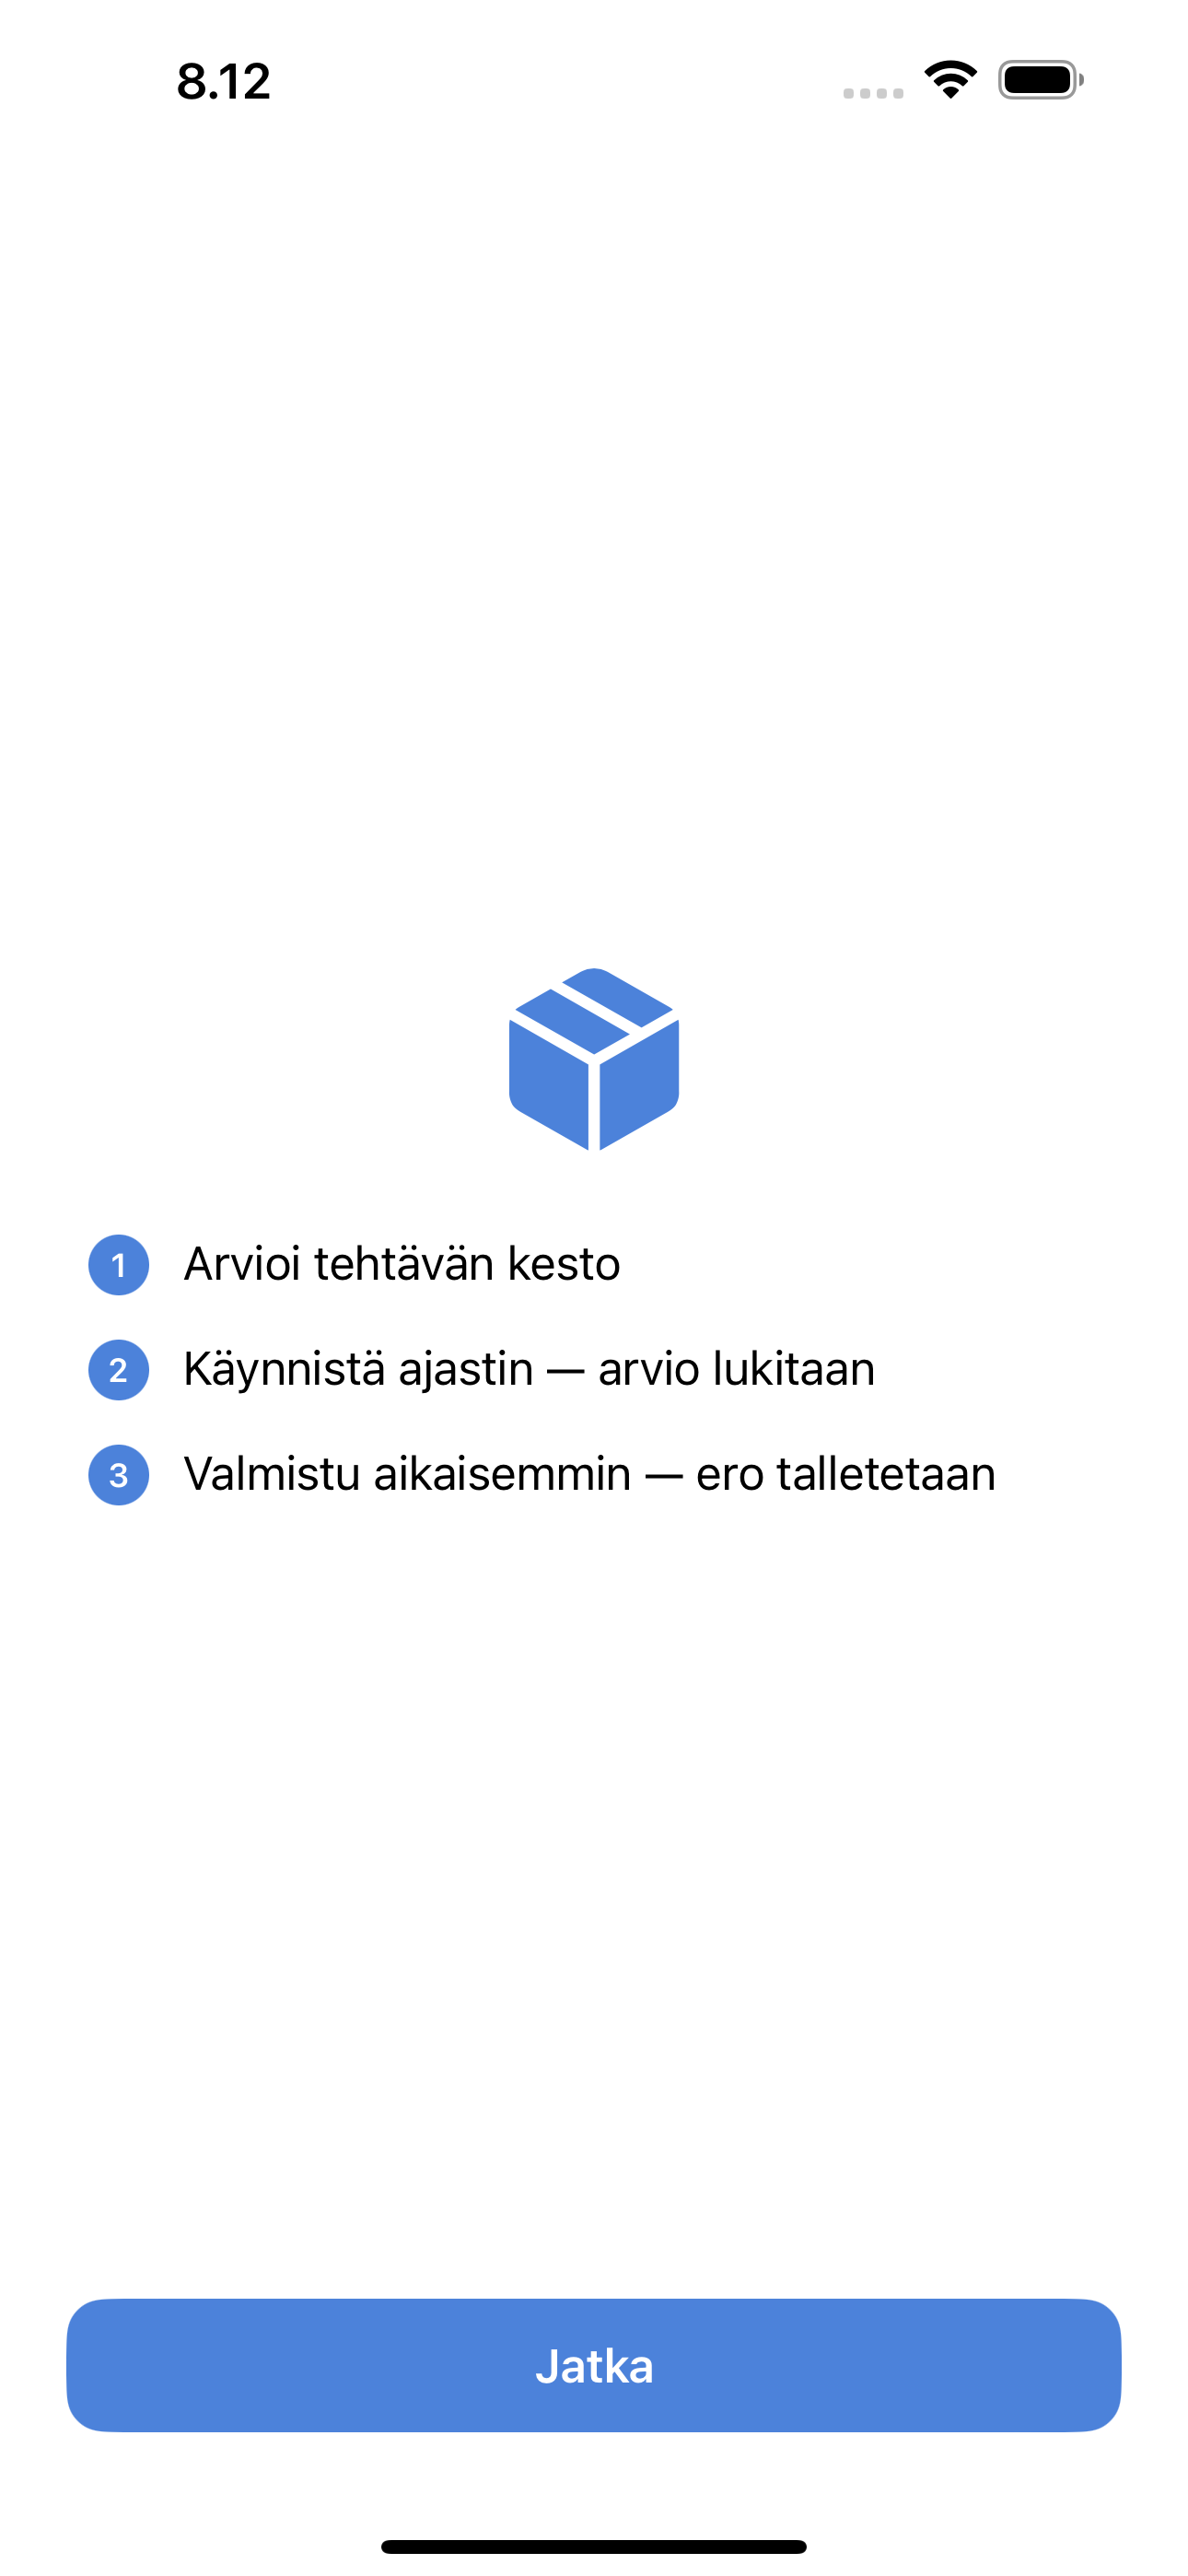 8.12
1 Arvioi tehtävän kesto
2 Käynnistä ajastin — arvio lukitaan
3 Valmistu aikaisemmin — ero talletetaan
Jatka